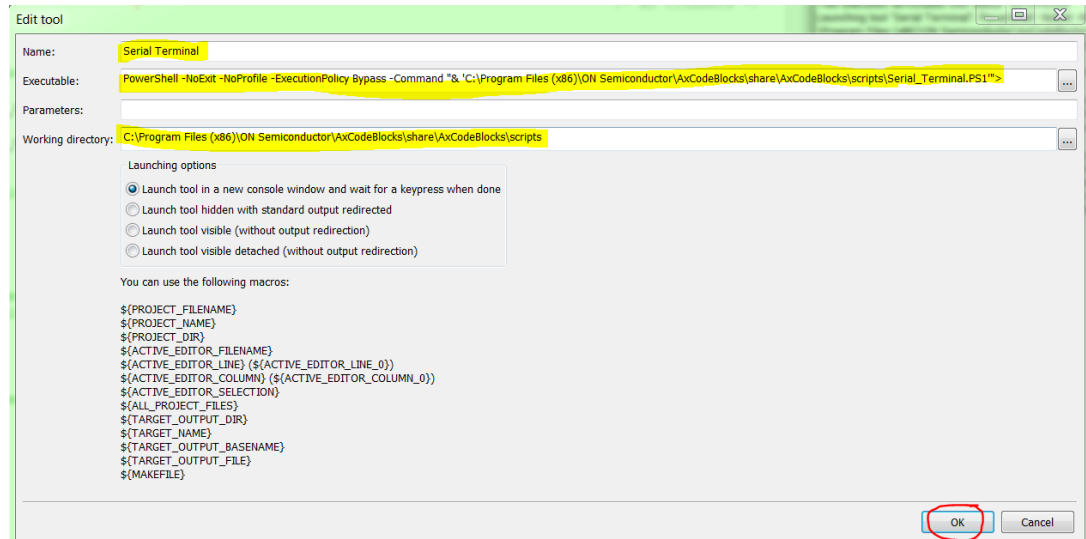 Edit tool
Name: Serial Terminal
Executable: PowerShell -NoExit -NoProfile -ExecutionPolicy Bypass -Command "& 'C:\Program Files (x86)\ON Semiconductor\AxCodeBlocks\share\AxCodeBlocks\scripts\Serial_Terminal.PS1'"> ...
Parameters:
Working directory: C:\Program Files (x86)\ON Semiconductor\AxCodeBlocks\share\AxCodeBlocks\scripts ...
Launching options
Launch tool in a new console window and wait for a keypress when done
Launch tool hidden with standard output redirected
Launch tool visible (without output redirection)
Launch tool visible detached (without output redirection)
You can use the following macros:
${PROJECT_FILENAME}
${PROJECT_NAME}
${PROJECT_DIR}
${ACTIVE_EDITOR_FILENAME}
${ACTIVE_EDITOR_LINE} (${ACTIVE_EDITOR_LINE_0})
${ACTIVE_EDITOR_COLUMN} (${ACTIVE_EDITOR_COLUMN_0})
${ACTIVE_EDITOR_SELECTION}
${ALL_PROJECT_FILES}
${TARGET_OUTPUT_DIR}
${TARGET_NAME}
${TARGET_OUTPUT_BASENAME}
${TARGET_OUTPUT_FILE}
${MAKEFILE}
OK Cancel